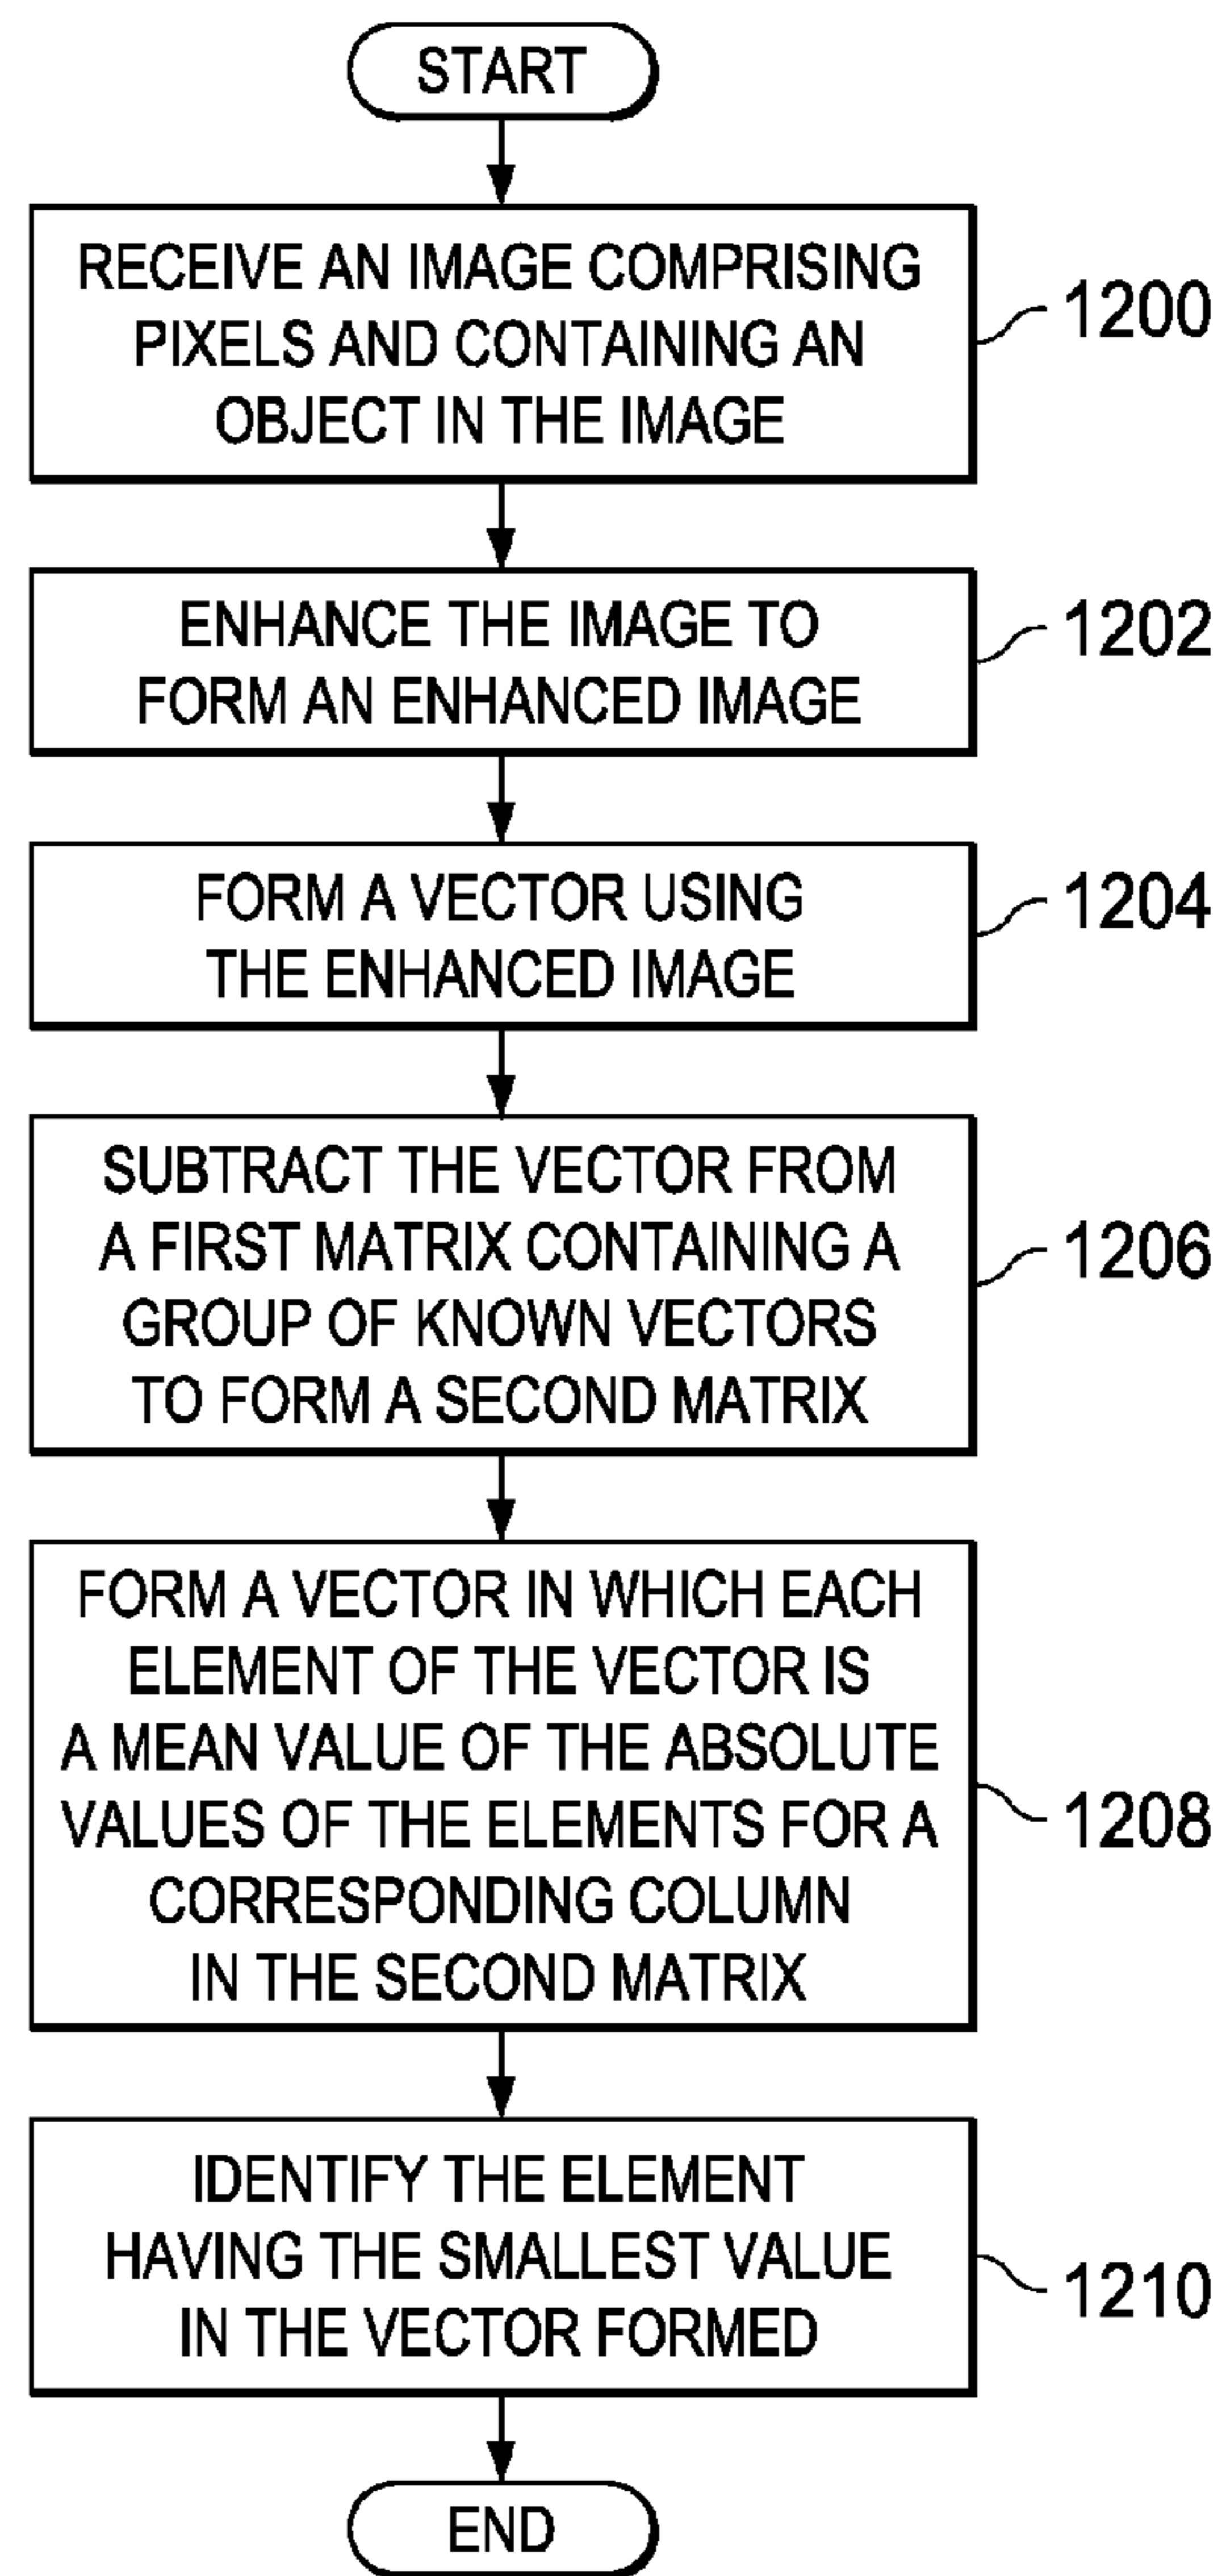 START
RECEIVE AN IMAGE COMPRISING
PIXELS AND CONTAINING AN
OBJECT IN THE IMAGE
1200
ENHANCE THE IMAGE TO
FORM AN ENHANCED IMAGE
1202
FORM A VECTOR USING
THE ENHANCED IMAGE
1204
SUBTRACT THE VECTOR FROM
A FIRST MATRIX CONTAINING A
GROUP OF KNOWN VECTORS
TO FORM A SECOND MATRIX
1206
FORM A VECTOR IN WHICH EACH
ELEMENT OF THE VECTOR IS
A MEAN VALUE OF THE ABSOLUTE
VALUES OF THE ELEMENTS FOR A
CORRESPONDING COLUMN
IN THE SECOND MATRIX
1208
IDENTIFY THE ELEMENT
HAVING THE SMALLEST VALUE
IN THE VECTOR FORMED
1210
END